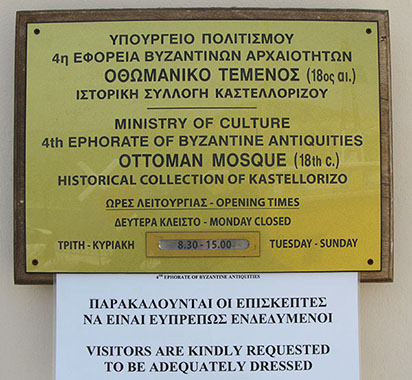 ΥΠΟΥΡΓΕΙΟ ΠΟΛΙΤΙΣΜΟΥ
4η ΕΦΟΡΕΙΑ ΒΥΖΑΝΤΙΝΩΝ ΑΡΧΑΙΟΤΗΤΩΝ
ΟΘΩΜΑΝΙΚΟ ΤΕΜΕΝΟΣ (18ος αι.)
ΙΣΤΟΡΙΚΗ ΣΥΛΛΟΓΗ ΚΑΣΤΕΛΛΟΡΙΖΟΥ
MINISTRY OF CULTURE
4th EPHORATE OF BYZANTINE ANTIQUITIES
OTTOMAN MOSQUE (18th c.)
HISTORICAL COLLECTION OF KASTELLORIZO
ΩΡΕΣ ΛΕΙΤΟΥΡΓΙΑΣ - OPENING TIMES
ΔΕΥΤΕΡΑ ΚΛΕΙΣΤΟ - MONDAY CLOSED
ΤΡΙΤΗ - ΚΥΡΙΑΚΗ 8.30 - 15.00 TUESDAY - SUNDAY
4TH EPHORATE OF BYZANTINE ANTIQUITIES
ΠΑΡΑΚΑΛΟΥΝΤΑΙ ΟΙ ΕΠΙΣΚΕΠΤΕΣ
ΝΑ ΕΙΝΑΙ ΕΥΠΡΕΠΩΣ ΕΝΔΕΔΥΜΕΝΟΙ
VISITORS ARE KINDLY REQUESTED
TO BE ADEQUATELY DRESSED